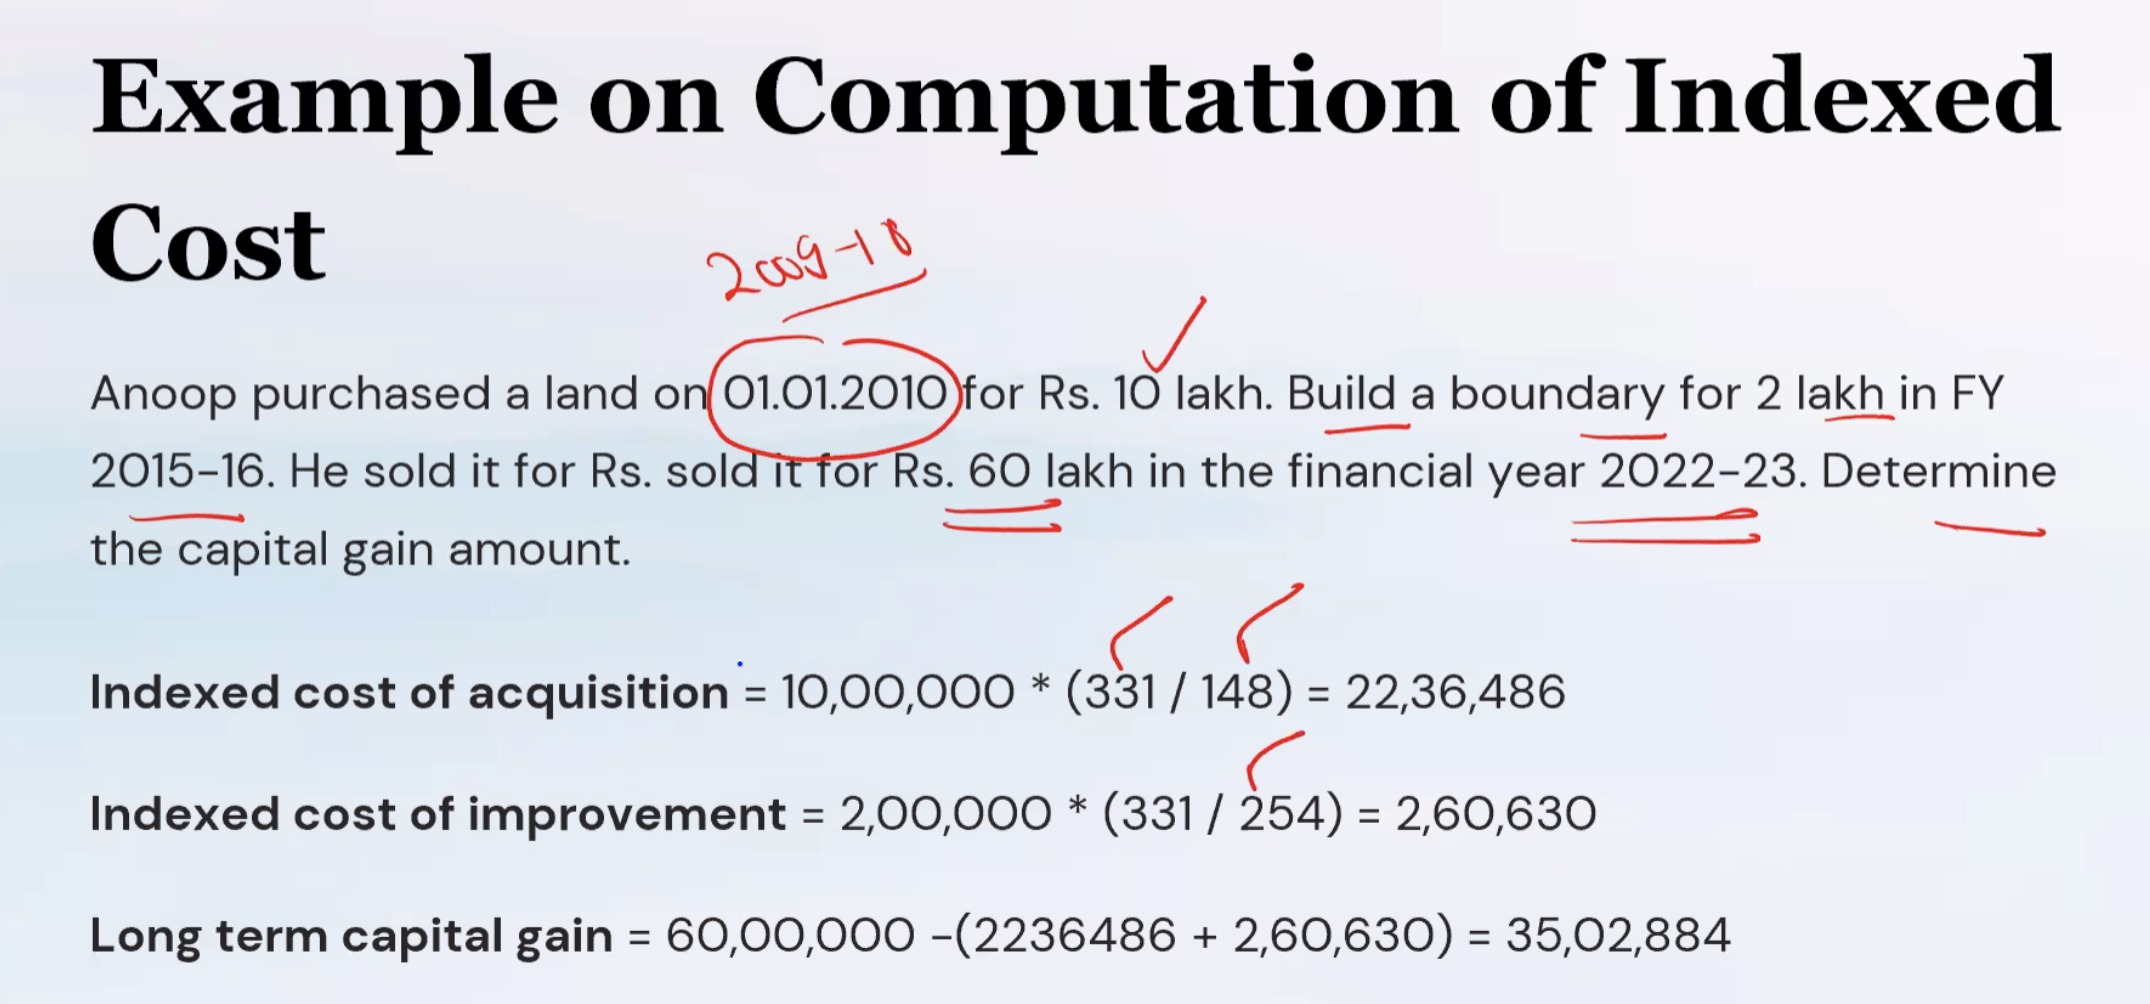 Example on Computation of Indexed
Cost
2009-10
Anoop purchased a land on 01.01.2010 for Rs. 10 lakh. Build a boundary for 2 lakh in FY
2015-16. He sold it for Rs. sold it for Rs. 60 lakh in the financial year 2022-23. Determine
the capital gain amount.
Indexed cost of acquisition = 10,00,000 * (331 / 148) = 22,36,486
Indexed cost of improvement = 2,00,000 * (331 / 254) = 2,60,630
Long term capital gain = 60,00,000 -(2236486 + 2,60,630) = 35,02,884